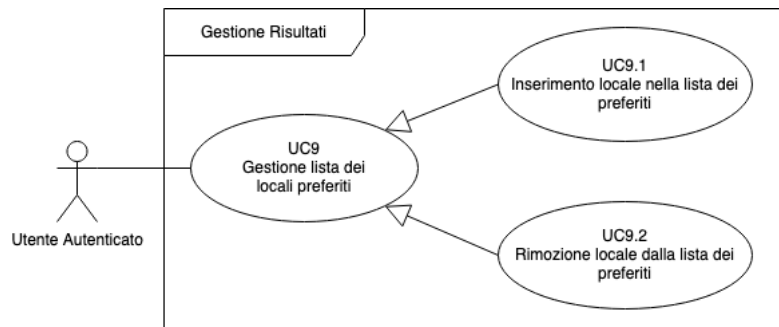 Gestione Risultati
UC9.1
Inserimento locale nella lista dei
preferiti
UC9
Gestione lista dei
locali preferiti
Utente Autenticato
UC9.2
Rimozione locale dalla lista dei
preferiti